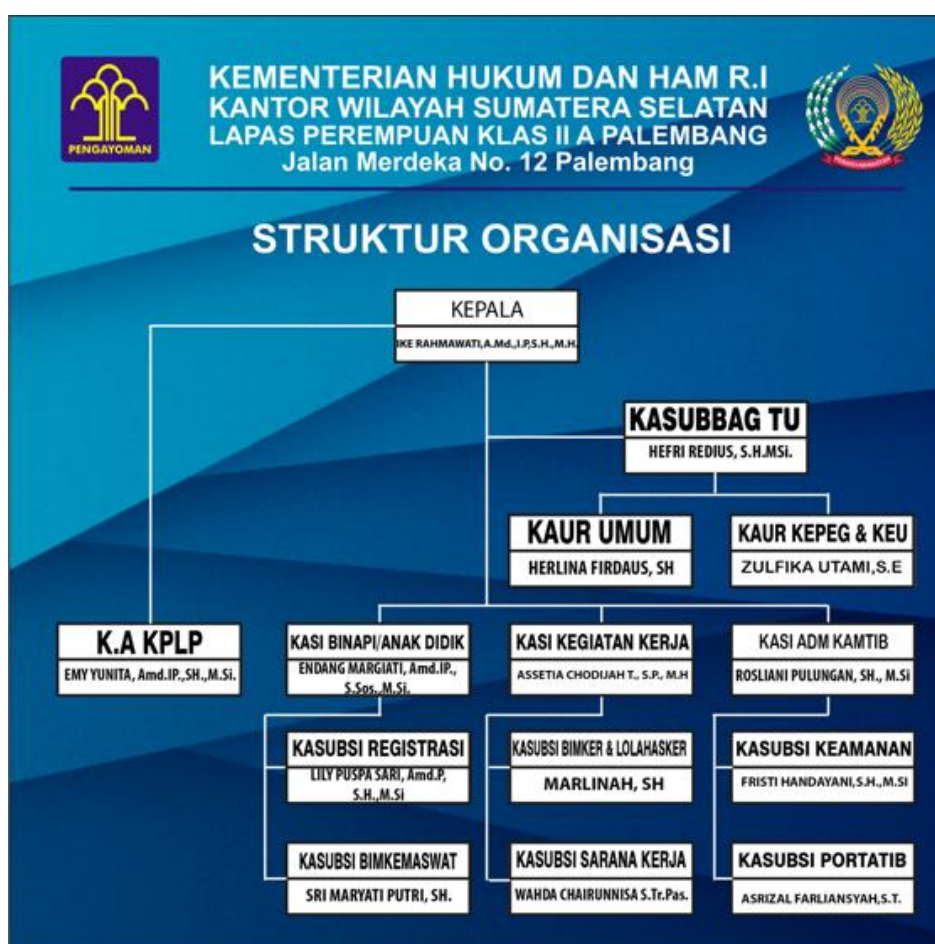 PENGAYOMAN
KEMENTERIAN HUKUM DAN HAM R.I
KANTOR WILAYAH SUMATERA SELATAN
LAPAS PEREMPUAN KLAS II A PALEMBANG
Jalan Merdeka No. 12 Palembang
STRUKTUR ORGANISASI
KEPALA
IKE RAHMAWATI,A.Md.,I.P,S.H.,M.H.
KASUBBAG TU
HEFRI REDIUS, S.H.MSi.
KAUR UMUM
HERLINA FIRDAUS, SH
KAUR KEPEG & KEU
ZULFIKA UTAMI,S.E
K.A KPLP
EMY YUNITA, Amd.IP.,SH.,M.Si.
KASI BINAPI/ANAK DIDIK
ENDANG MARGIATI, Amd.IP.,
S.Sos.,M.Si.
KASI KEGIATAN KERJA
ASSETIA CHODIJAH T., S.P., M.H
KASI ADM KAMTIB
ROSLIANI PULUNGAN, SH., M.Si
KASUBSI REGISTRASI
LILY PUSPA SARI, Amd.P,
S.H.,M.Si
KASUBSI BIMKER & LOLAHASKER
MARLINAH, SH
KASUBSI KEAMANAN
FRISTI HANDAYANI,S.H.,M.SI
KASUBSI BIMKEMASWAT
SRI MARYATI PUTRI, SH.
KASUBSI SARANA KERJA
WAHDA CHAIRUNNISA S.Tr.Pas.
KASUBSI PORTATIB
ASRIZAL FARLIANSYAH,S.T.